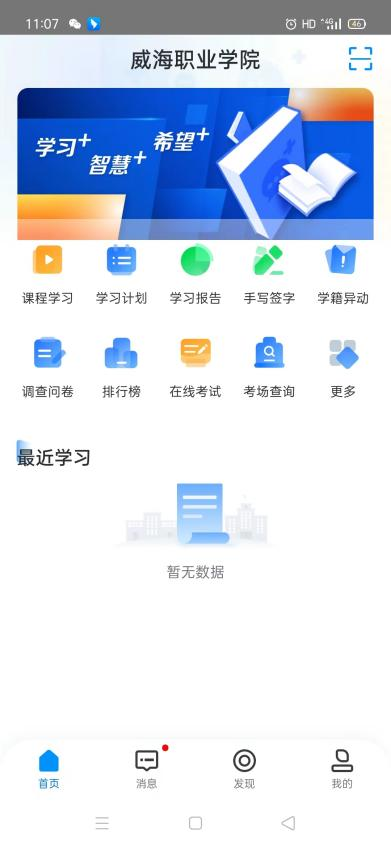 11:07 HD 4G 46
威海职业学院
学习+ 智慧+ 希望+
课程学习 学习计划 学习报告 手写签字 学籍异动
调查问卷 排行榜 在线考试 考场查询 更多
最近学习
暂无数据
首页 消息 发现 我的